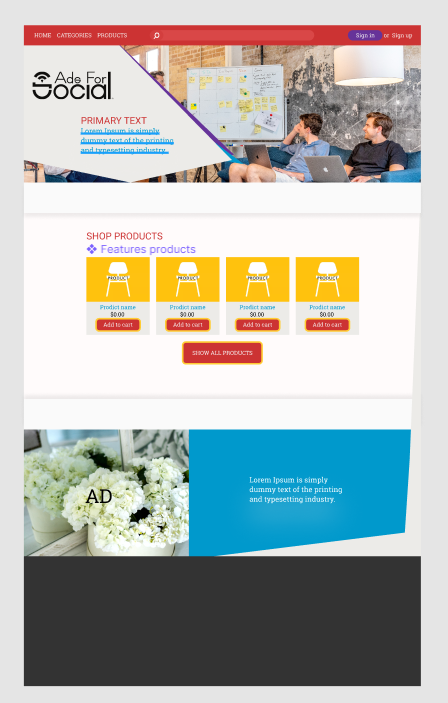 HOME CATEGORIES PRODUCTS Sign in or Sign up
Ade For
Social
PRIMARY TEXT
Lorem Ipsum is simply
dummy text of the printing
and typesetting industry.
SHOP PRODUCTS
❖ Features products
PRODUCT PRODUCT PRODUCT PRODUCT
Prodict name Prodict name Prodict name Prodict name
$0.00 $0.00 $0.00 $0.00
Add to cart Add to cart Add to cart Add to cart
SHOW ALL PRODUCTS
AD
Lorem Ipsum is simply
dummy text of the printing
and typesetting industry.